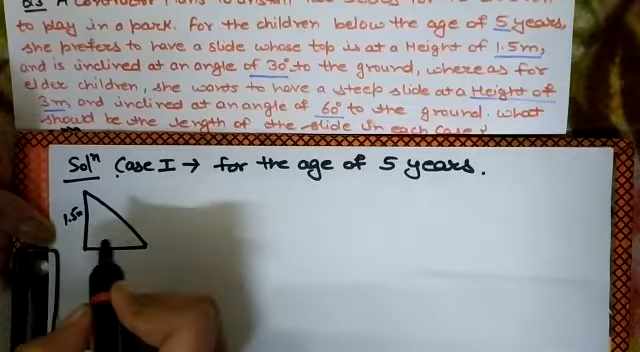 to play in a park. For the children below the age of 5 years,
she prefers to have a slide whose top is at a Height of 1.5m,
and is inclined at an angle of 30° to the ground, whereas for
elder children, she wants to have a steep slide at a Height of
3m, and inclined at an angle of 60° to the ground. what
should be the length of the slide in each case?
Solⁿ Case I → for the age of 5 years.
1.5m